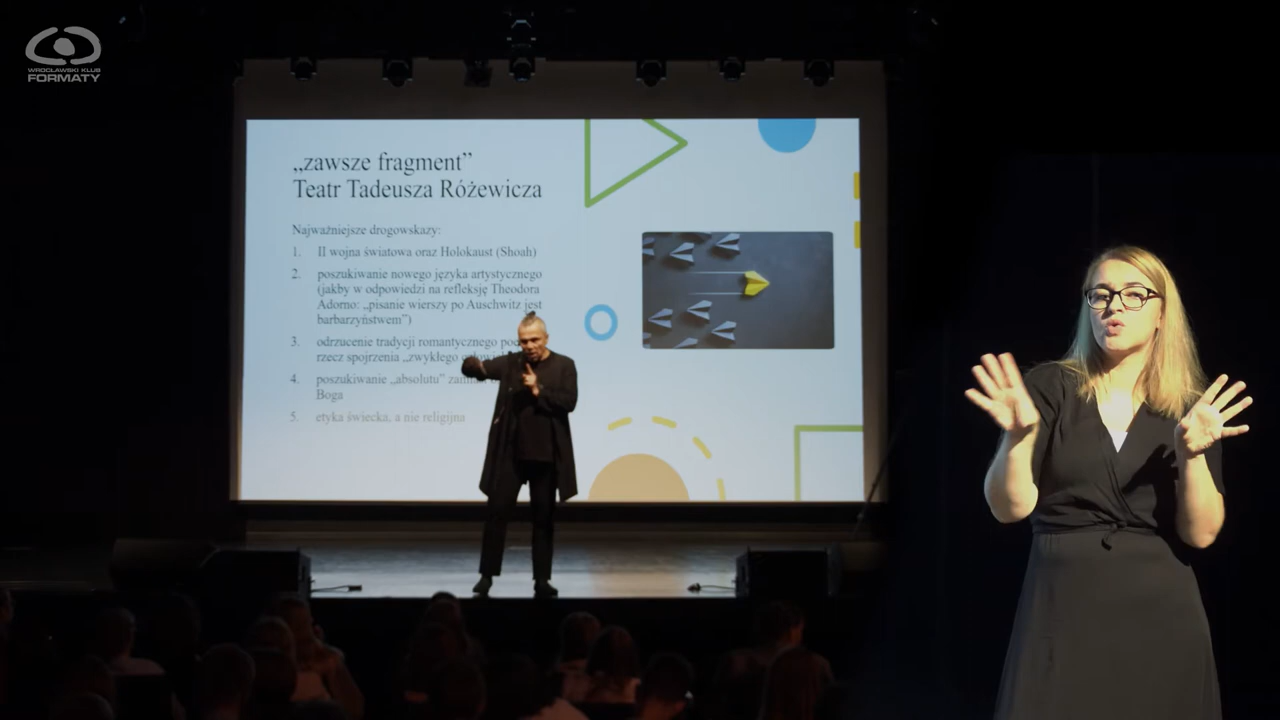 WROCŁAWSKI KLUB
FORMATY
„zawsze fragment”
Teatr Tadeusza Różewicza
Najważniejsze drogowskazy:
1. II wojna światowa oraz Holokaust (Shoah)
2. poszukiwanie nowego języka artystycznego
(jakby w odpowiedzi na refleksję Theodora
Adorno: „pisanie wierszy po Auschwitz jest
barbarzyństwem”)
3. odrzucenie tradycji romantycznego
rzecz spojrzenia „zwykłego
4. poszukiwanie „absolutu”
Boga
5. etyka świecka, a nie religijna